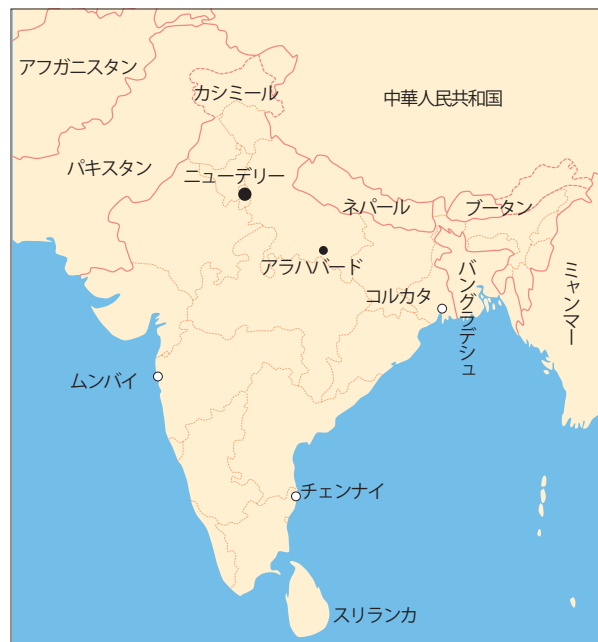 アフガニスタン
カシミール
中華人民共和国
パキスタン
ニューデリー
ネパール
ブータン
アラハバード
コルカタ
バングラデシュ
ミャンマー
ムンバイ
チェンナイ
スリランカ